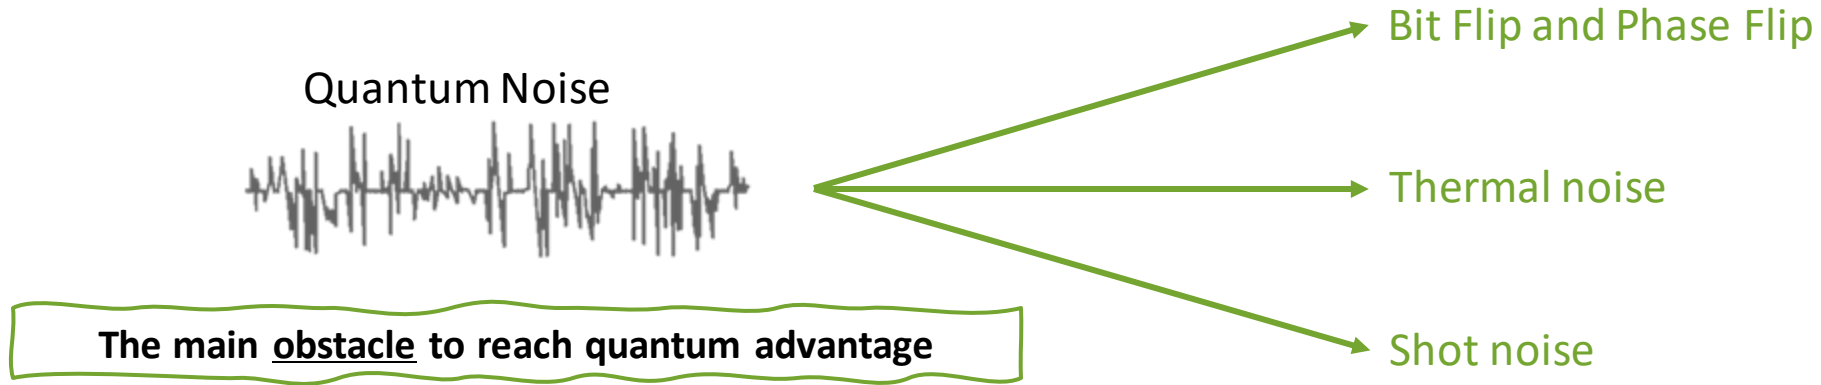 Quantum Noise
The main obstacle to reach quantum advantage
Bit Flip and Phase Flip
Thermal noise
Shot noise